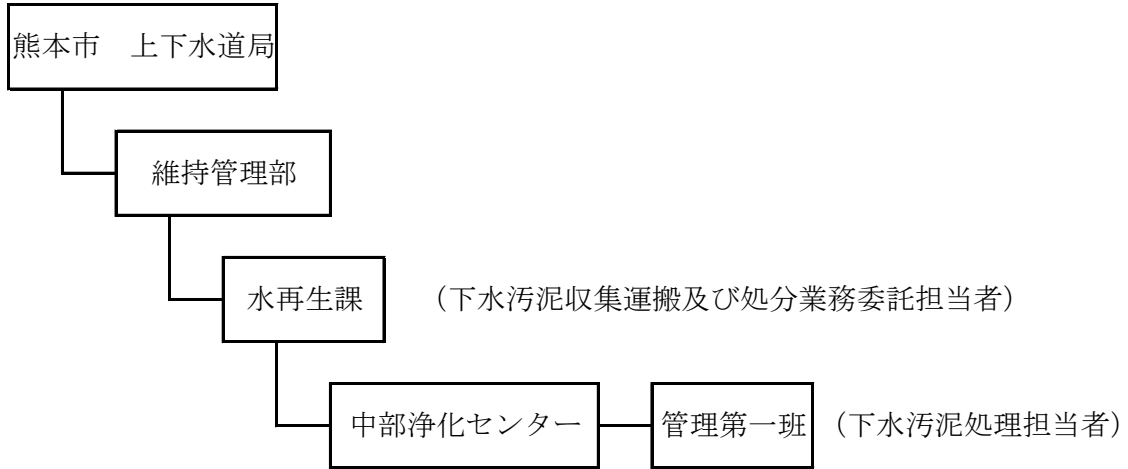 熊本市　上下水道局
維持管理部
水再生課　（下水汚泥収集運搬及び処分業務委託担当者）
中部浄化センター　管理第一班　（下水汚泥処理担当者）